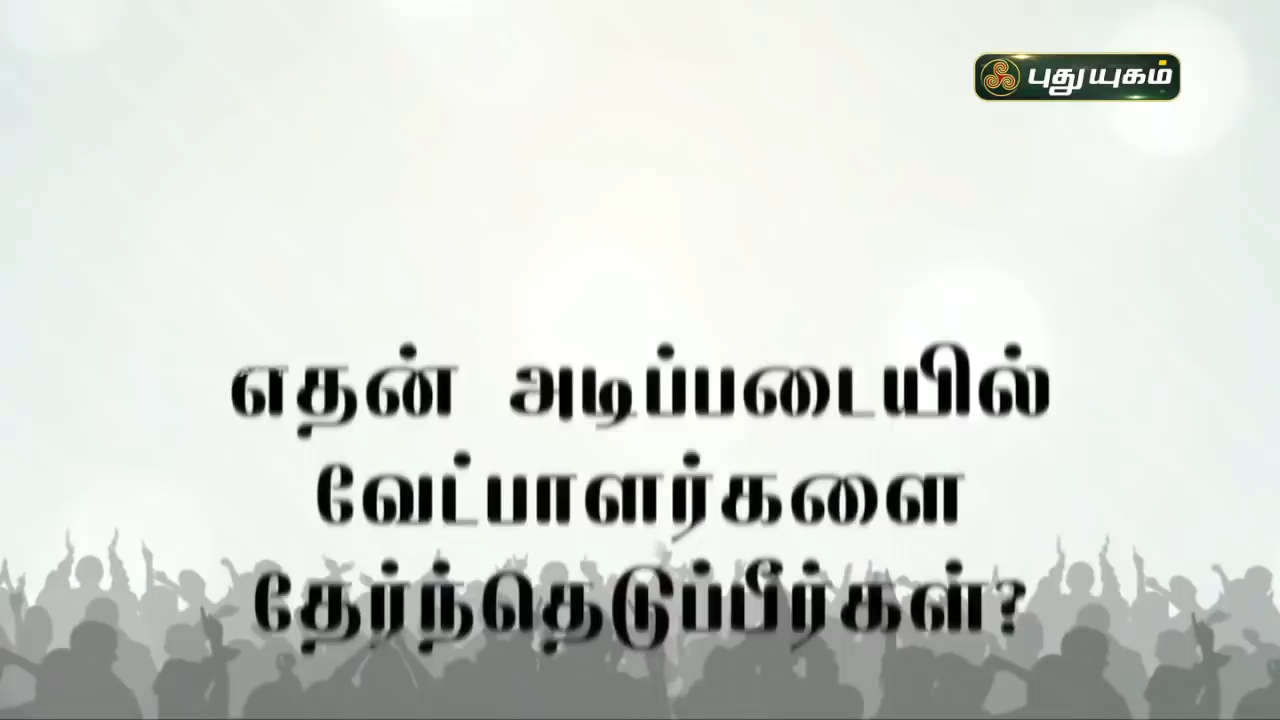 புதுயுகம்
எதன் அடிப்படையில்
வேட்பாளர்களை
தேர்ந்தெடுப்பீர்கள்?